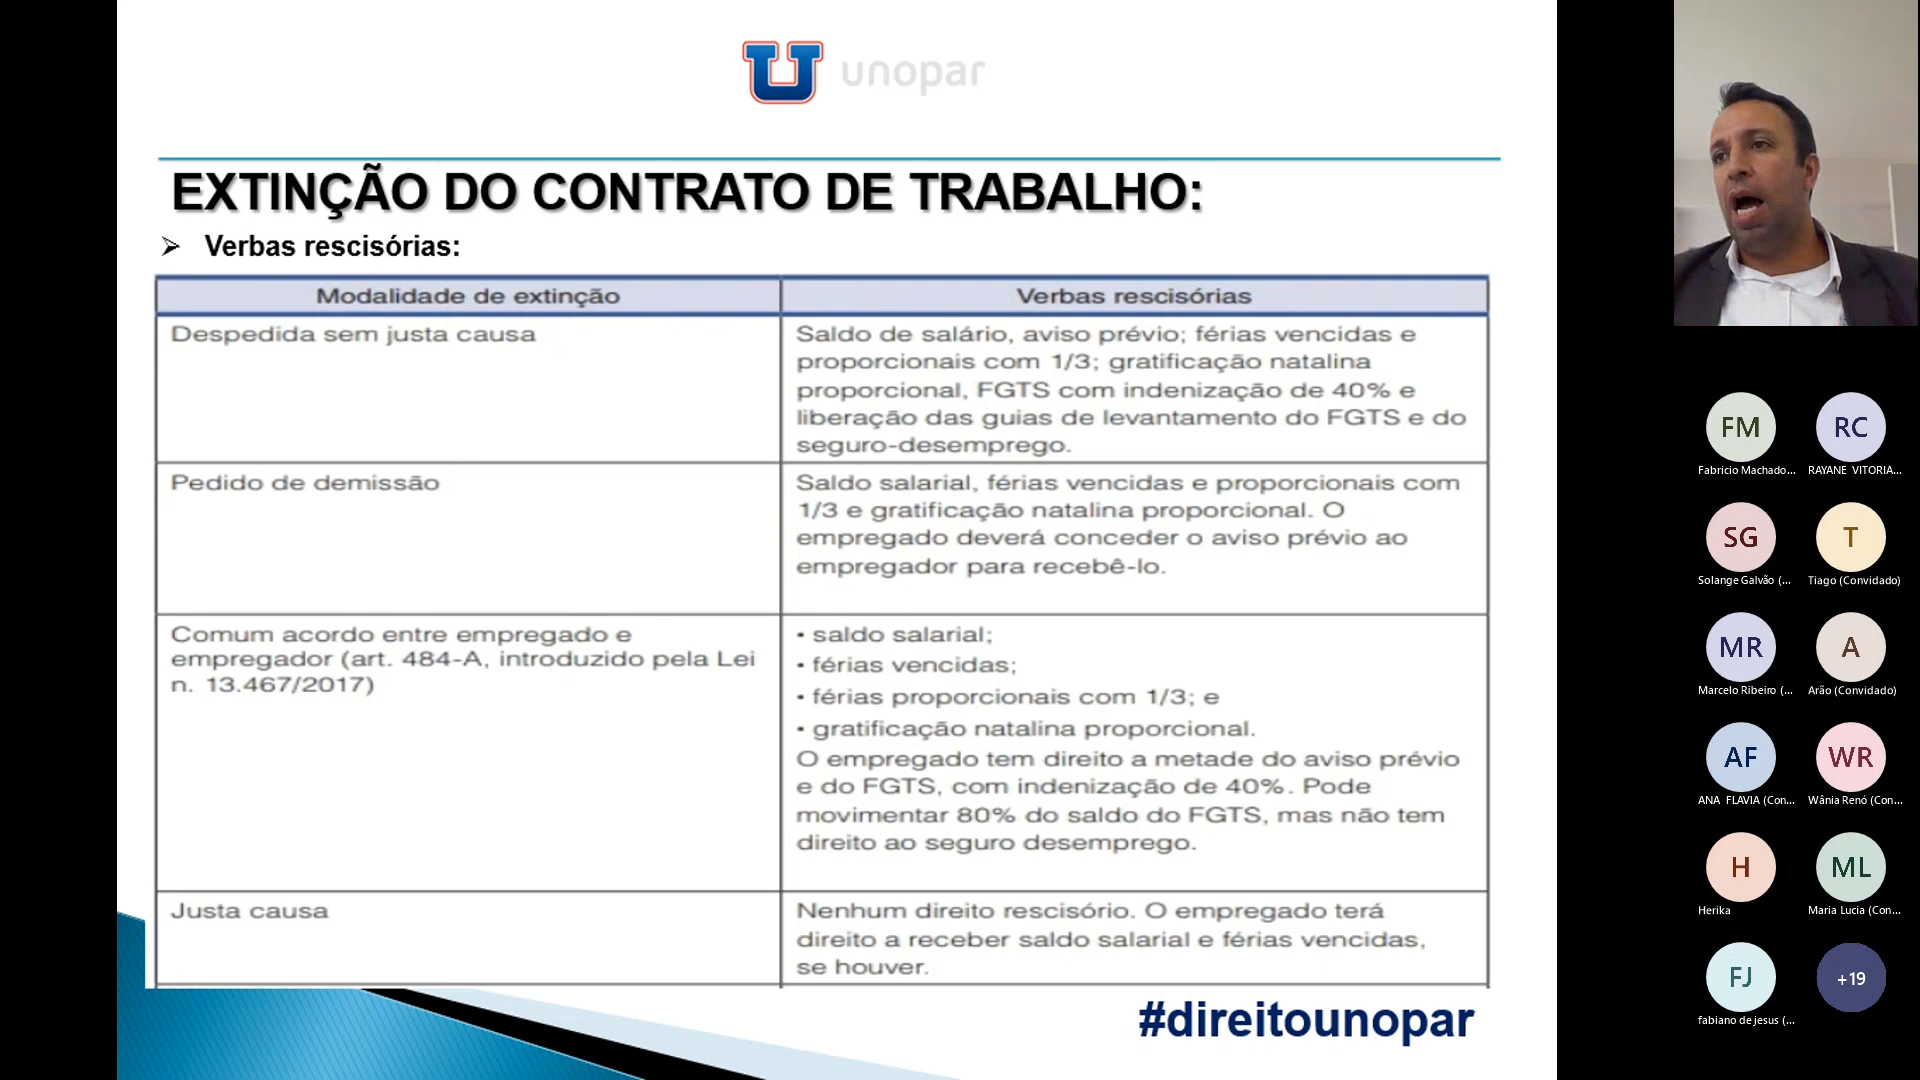 unopar
EXTINÇÃO DO CONTRATO DE TRABALHO:
Verbas rescisórias:
Modalidade de extinção
Verbas rescisórias
Despedida sem justa causa
Saldo de salário, aviso prévio; férias vencidas e
proporcionais com 1/3; gratificação natalina
proporcional, FGTS com indenização de 40% e
liberação das guias de levantamento do FGTS e do
seguro-desemprego.
Pedido de demissão
Saldo salarial, férias vencidas e proporcionais com
1/3 e gratificação natalina proporcional. O
empregado deverá conceder o aviso prévio ao
empregador para recebê-lo.
Comum acordo entre empregado e
empregador (art. 484-A, introduzido pela Lei
n. 13.467/2017)
• saldo salarial;
• férias vencidas;
• férias proporcionais com 1/3; e
• gratificação natalina proporcional.
O empregado tem direito a metade do aviso prévio
e do FGTS, com indenização de 40%. Pode
movimentar 80% do saldo do FGTS, mas não tem
direito ao seguro desemprego.
Justa causa
Nenhum direito rescisório. O empregado terá
direito a receber saldo salarial e férias vencidas,
se houver.
#direitounopar
FM
Fabricio Machado...
RC
RAYANE VITORIA...
SG
Solange Galvão (...
T
Tiago (Convidado)
MR
Marcelo Ribeiro (...
A
Arão (Convidado)
AF
ANA FLAVIA (Con...
WR
Wânia Renó (Con...
H
Herika
ML
Maria Lucia (Con...
FJ
fabiano de jesus (...
+19